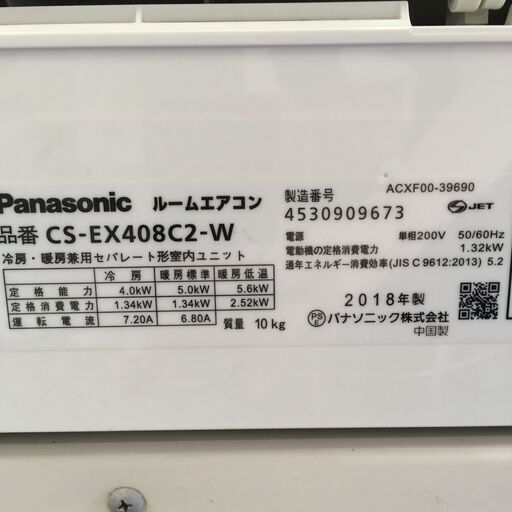 Panasonic ルームエアコン
品番 CS-EX408C2-W
冷房・暖房兼用セパレート形室内ユニット
冷房 暖房標準 暖房低温
定格能力 4.0kW 5.0kW 5.6kW
定格消費電力 1.34kW 1.34kW 2.52kW
運転電流 7.20A 6.80A
質量 10kg
ACXF00-39690
製造番号
4530909673
JET
電源 単相200V 50/60Hz
電動機の定格消費電力 1.32kW
通年エネルギー消費効率(JIS C 9612:2013) 5.2
2018年製
PSE パナソニック株式会社
中国製